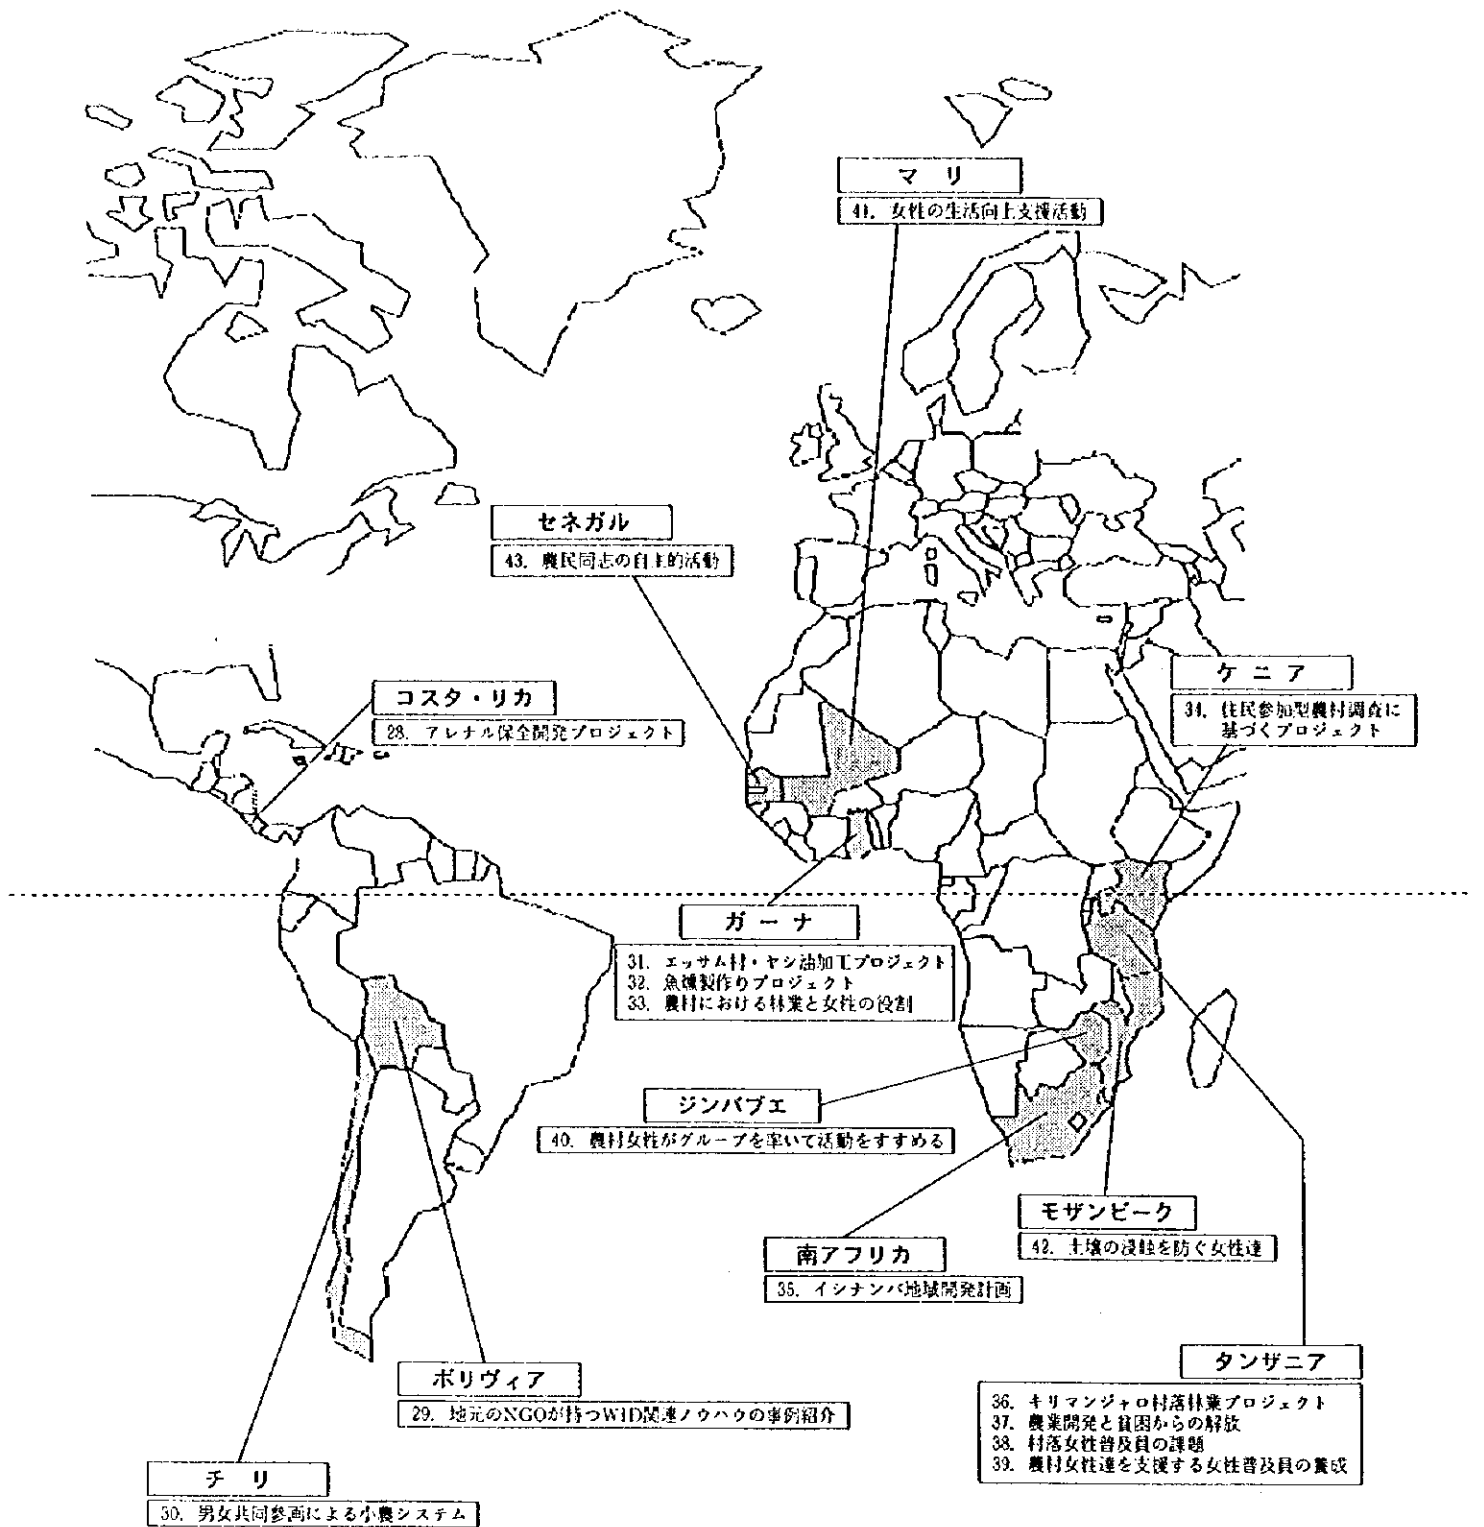 マリ
41. 女性の生活向上支援活動
セネガル
43. 農民同志の自主的活動
ケニア
34. 住民参加型農村調査に
基づくプロジェクト
コスタ・リカ
28. アレナル保全開発プロジェクト
ガーナ
31. エッサム村・ヤシ油加工プロジェクト
32. 魚燻製作りプロジェクト
33. 農村における林業と女性の役割
ジンバブエ
40. 農村女性がグループを率いて活動をすすめる
モザンビーク
42. 土壌の浸蝕を防ぐ女性達
南アフリカ
35. イシナンバ地域開発計画
タンザニア
36. キリマンジャロ村落林業プロジェクト
37. 農業開発と貧困からの解放
38. 村落女性普及員の課題
39. 農村女性達を支援する女性普及員の養成
ボリヴィア
29. 地元のNGOが持つWID関連ノウハウの事例紹介
チリ
30. 男女共同参画による小農システム